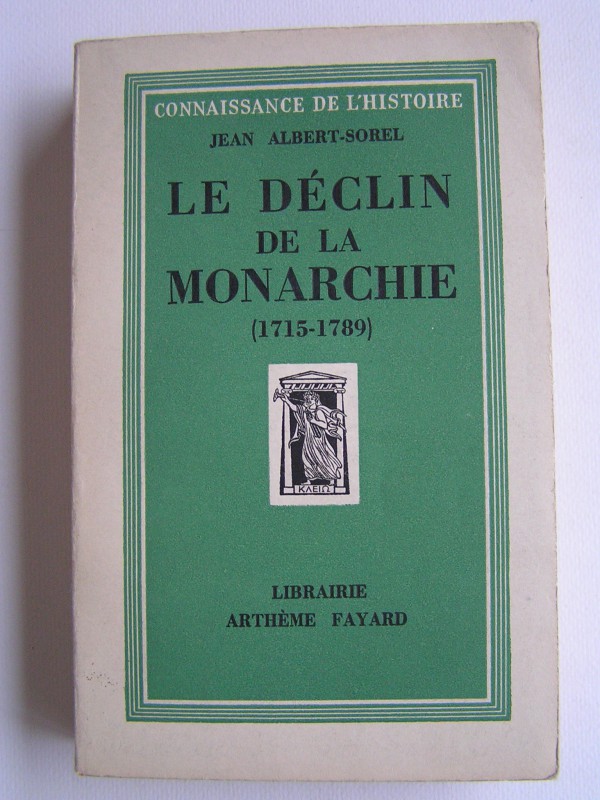 CONNAISSANCE DE L'HISTOIRE
JEAN ALBERT-SOREL
LE DÉCLIN
DE LA
MONARCHIE
(1715-1789)
ΚΛΕΙΩ
LIBRAIRIE
ARTHÈME FAYARD